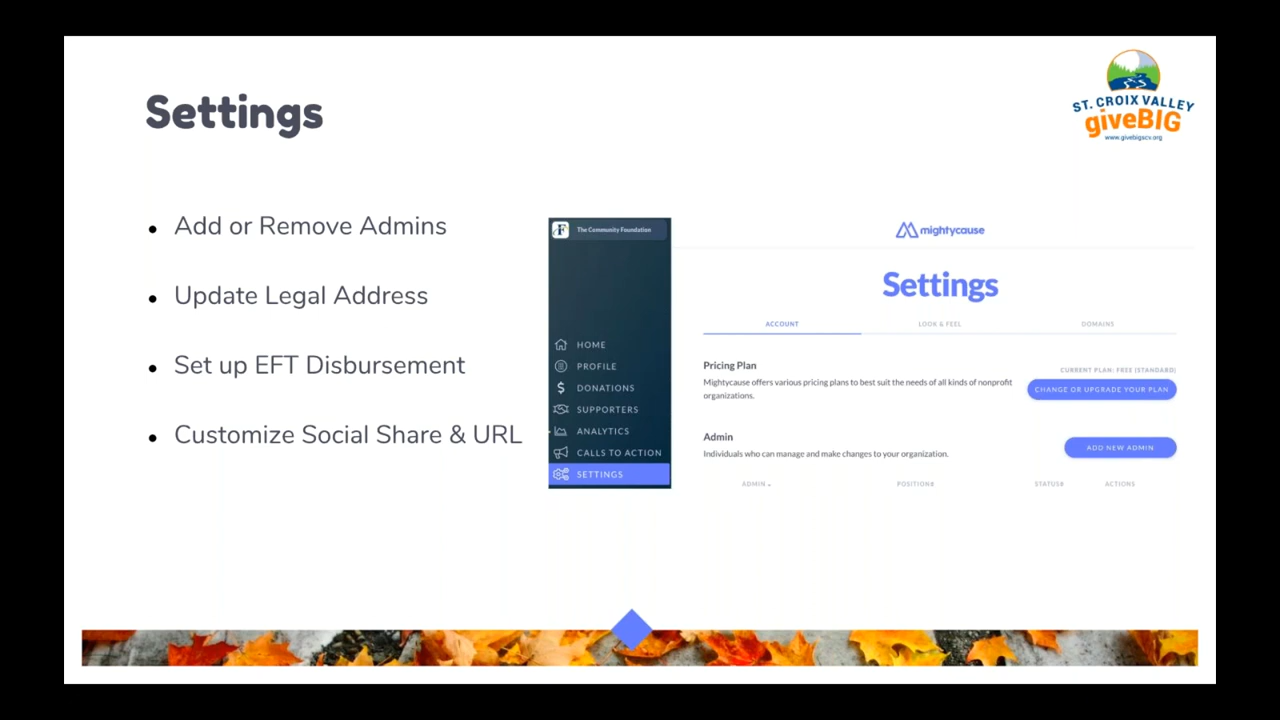 Settings
ST. CROIX VALLEY
giveBIG
www.givebigscv.org
• Add or Remove Admins
• Update Legal Address
• Set up EFT Disbursement
• Customize Social Share & URL
The Community Foundation
HOME
PROFILE
DONATIONS
SUPPORTERS
ANALYTICS
CALLS TO ACTION
SETTINGS
mightycause
Settings
ACCOUNT LOOK & FEEL DOMAINS
Pricing Plan
Mightycause offers various pricing plans to best suit the needs of all kinds of nonprofit
organizations.
CURRENT PLAN: FREE (STANDARD)
CHANGE OR UPGRADE YOUR PLAN
Admin
Individuals who can manage and make changes to your organization.
ADD NEW ADMIN
ADMIN POSITION STATUS ACTIONS